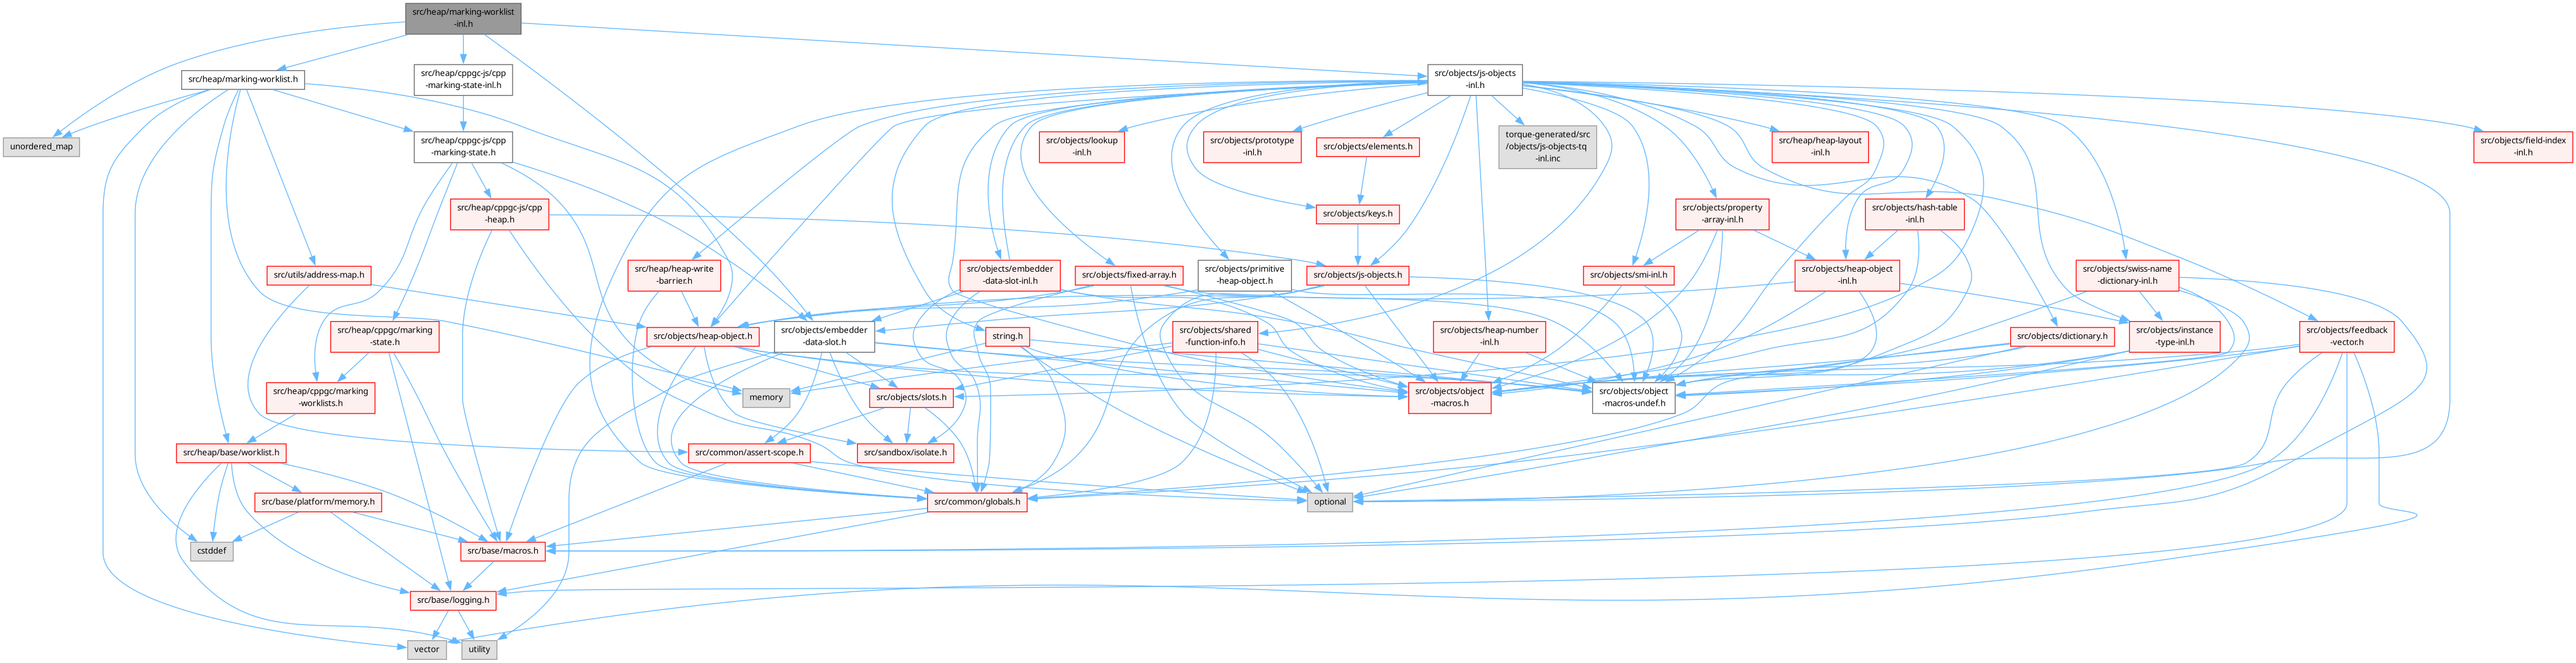 src/heap/marking-worklist
-inl.h
src/heap/marking-worklist.h
src/heap/cppgc-js/cpp
-marking-state-inl.h
src/objects/js-objects
-inl.h
unordered_map
src/heap/cppgc-js/cpp
-marking-state.h
src/objects/lookup
-inl.h
src/objects/prototype
-inl.h
src/objects/elements.h
torque-generated/src
/objects/js-objects-tq
-inl.inc
src/heap/heap-layout
-inl.h
src/objects/field-index
-inl.h
src/heap/cppgc-js/cpp
-heap.h
src/objects/keys.h
src/objects/property
-array-inl.h
src/objects/hash-table
-inl.h
src/utils/address-map.h
src/heap/heap-write
-barrier.h
src/objects/embedder
-data-slot-inl.h
src/objects/fixed-array.h
src/objects/primitive
-heap-object.h
src/objects/js-objects.h
src/objects/smi-inl.h
src/objects/heap-object
-inl.h
src/objects/swiss-name
-dictionary-inl.h
src/heap/cppgc/marking
-state.h
src/objects/heap-object.h
src/objects/embedder
-data-slot.h
string.h
src/objects/shared
-function-info.h
src/objects/heap-number
-inl.h
src/objects/dictionary.h
src/objects/instance
-type-inl.h
src/objects/feedback
-vector.h
src/heap/cppgc/marking
-worklists.h
memory
src/objects/slots.h
src/objects/object
-macros.h
src/objects/object
-macros-undef.h
src/heap/base/worklist.h
src/common/assert-scope.h
src/sandbox/isolate.h
src/base/platform/memory.h
src/common/globals.h
optional
cstddef
src/base/macros.h
src/base/logging.h
vector
utility